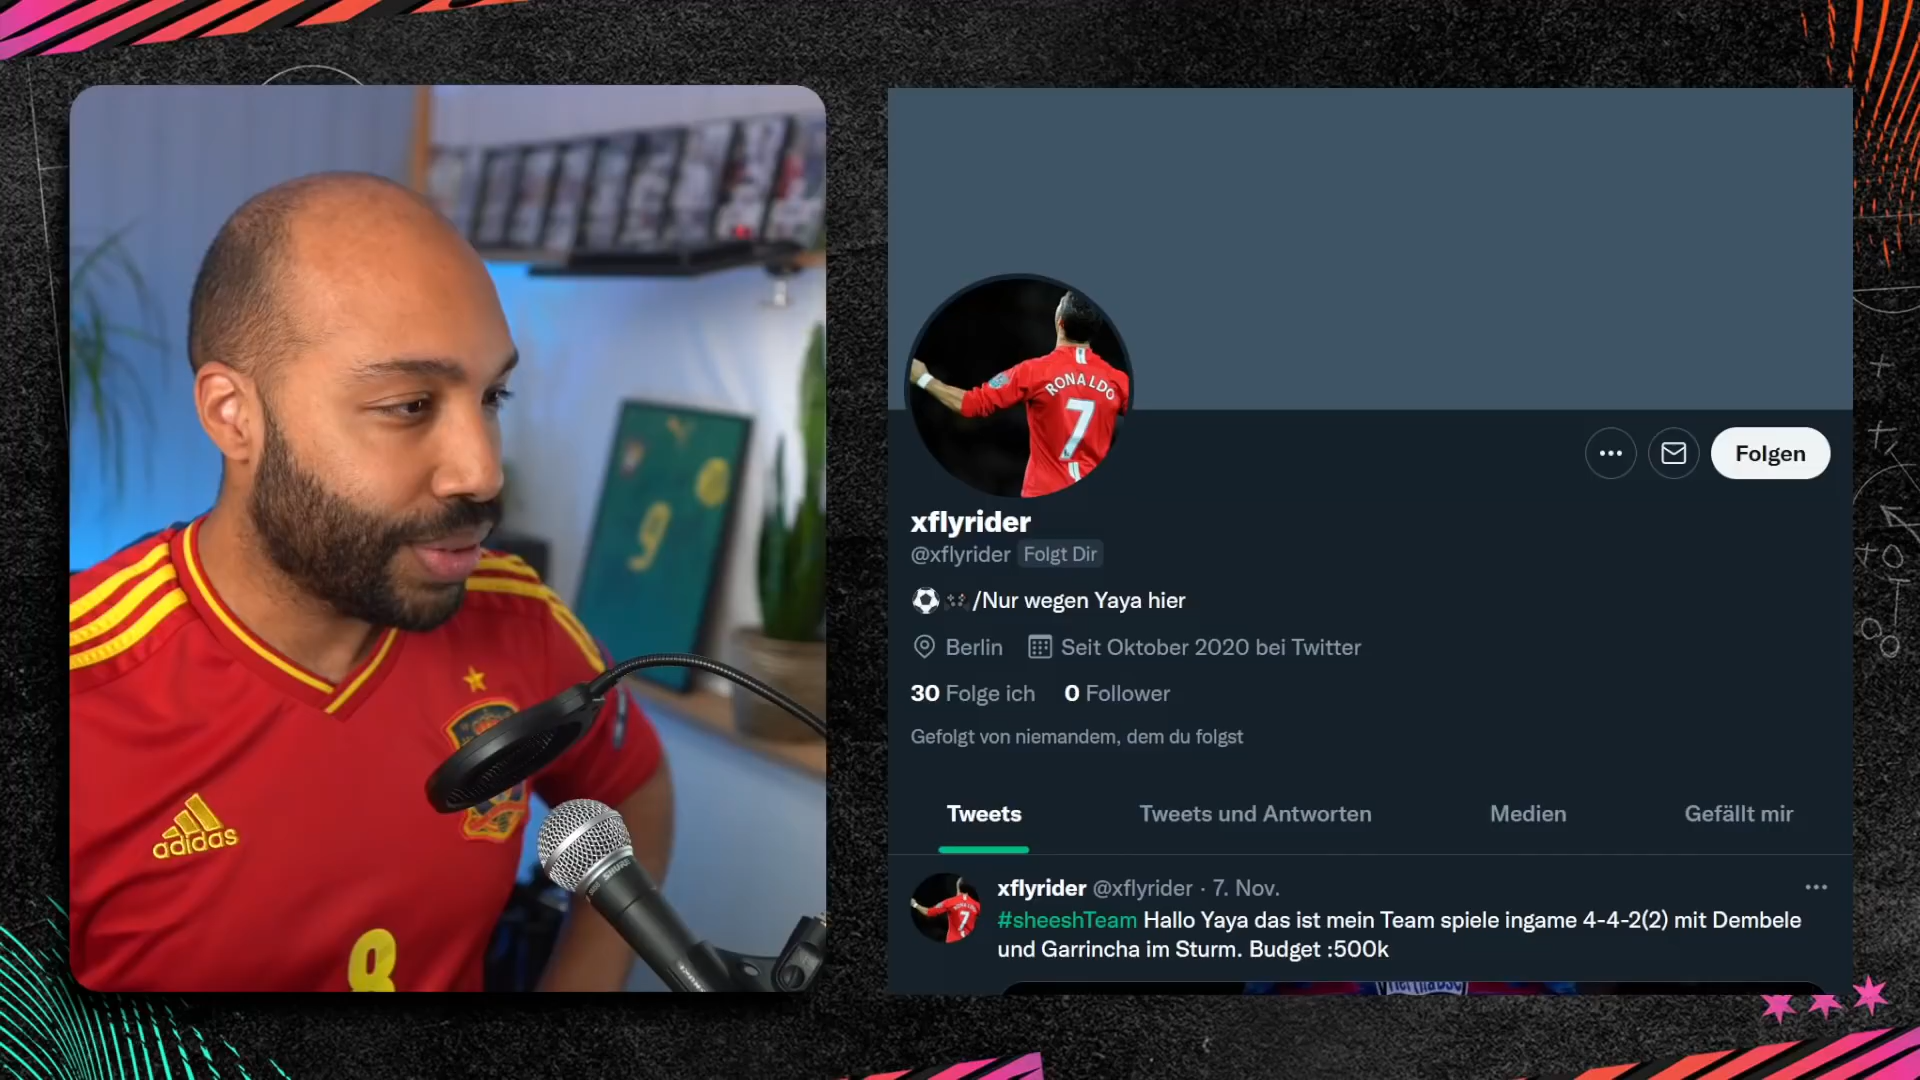 adidas
8
9
SHURE
RONALDO
7
Folgen
xflyrider
@xflyrider Folgt Dir
/Nur wegen Yaya hier
Berlin Seit Oktober 2020 bei Twitter
30 Folge ich 0 Follower
Gefolgt von niemandem, dem du folgst
Tweets Tweets und Antworten Medien Gefällt mir
xflyrider @xflyrider · 7. Nov.
#sheeshTeam Hallo Yaya das ist mein Team spiele ingame 4-4-2(2) mit Dembele
und Garrincha im Sturm. Budget :500k